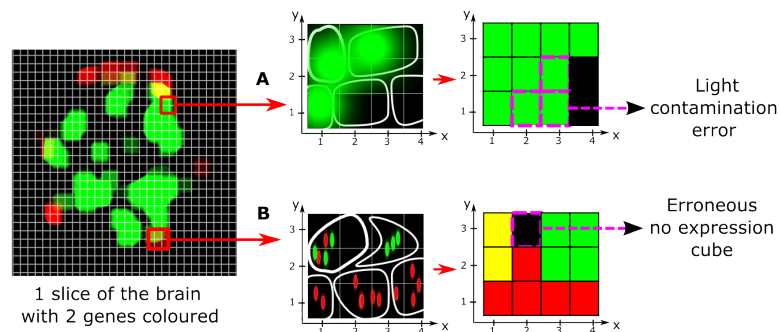 A
y
3
2
1
1
2
3
4
x
y
3
2
1
1
2
3
4
x
Light
contamination
error
B
y
3
2
1
1
2
3
4
x
y
3
2
1
1
2
3
4
x
Erroneous
no expression
cube
1 slice of the brain
with 2 genes coloured